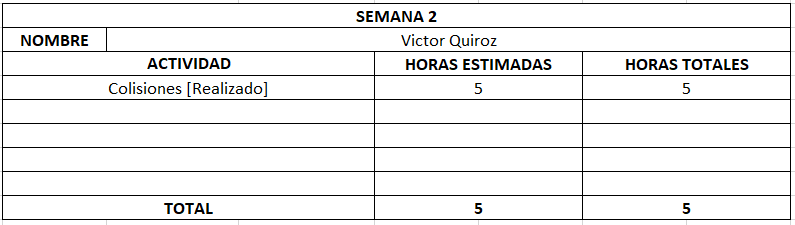 SEMANA 2
NOMBRE Victor Quiroz
ACTIVIDAD HORAS ESTIMADAS HORAS TOTALES
Colisiones [Realizado] 5 5
TOTAL 5 5